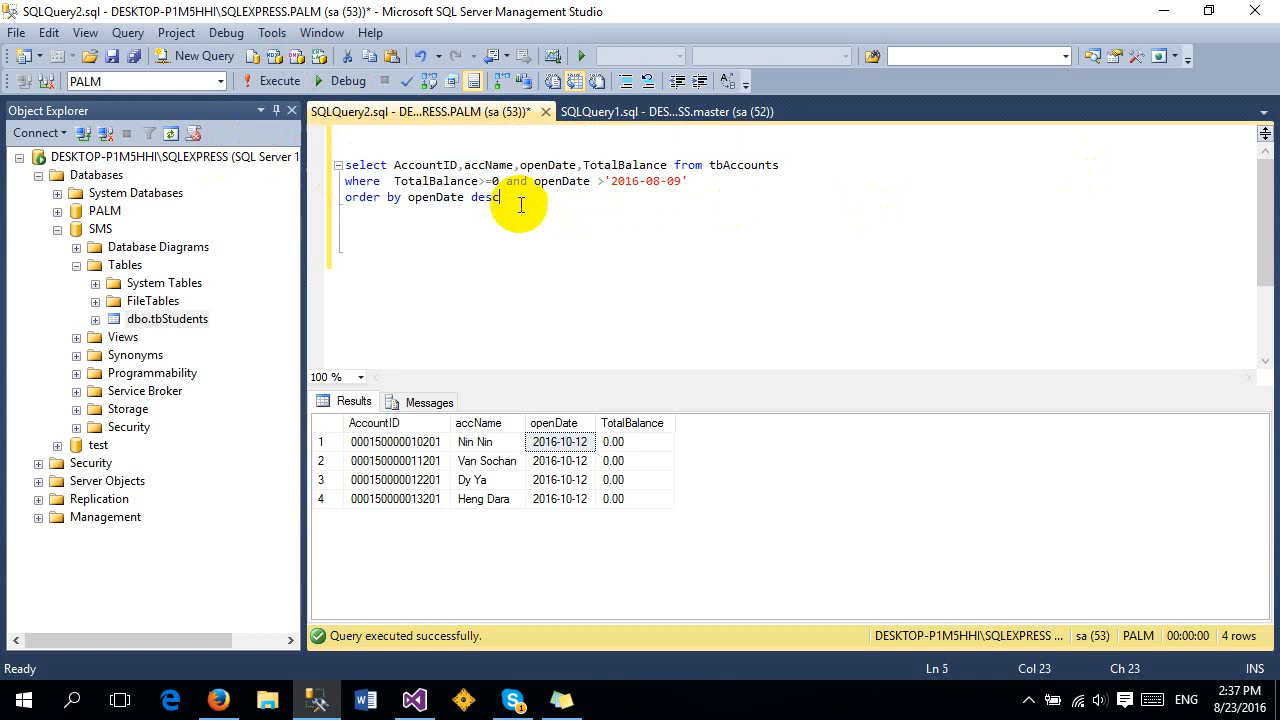 SQLQuery2.sql - DESKTOP-P1M5HHI\SQLEXPRESS.PALM (sa (53))* - Microsoft SQL Server Management Studio
File Edit View Query Project Debug Tools Window Help
New Query
PALM Execute Debug
Object Explorer
SQLQuery2.sql - DE...RESS.PALM (sa (53))* SQLQuery1.sql - DES...SS.master (sa (52))
Connect
DESKTOP-P1M5HHI\SQLEXPRESS (SQL Server 1
Databases
System Databases
PALM
SMS
Database Diagrams
Tables
System Tables
FileTables
dbo.tbStudents
Views
Synonyms
Programmability
Service Broker
Storage
Security
test
Security
Server Objects
Replication
Management
select AccountID,accName,openDate,TotalBalance from tbAccounts
where TotalBalance>=0 and openDate >'2016-08-09'
order by openDate desc
100 %
Results Messages
AccountID accName openDate TotalBalance
1 000150000010201 Nin Nin 2016-10-12 0.00
2 000150000011201 Van Sochan 2016-10-12 0.00
3 000150000012201 Dy Ya 2016-10-12 0.00
4 000150000013201 Heng Dara 2016-10-12 0.00
Query executed successfully. DESKTOP-P1M5HHI\SQLEXPRESS ... sa (53) PALM 00:00:00 4 rows
Ready Ln 5 Col 23 Ch 23 INS
ENG 2:37 PM
8/23/2016